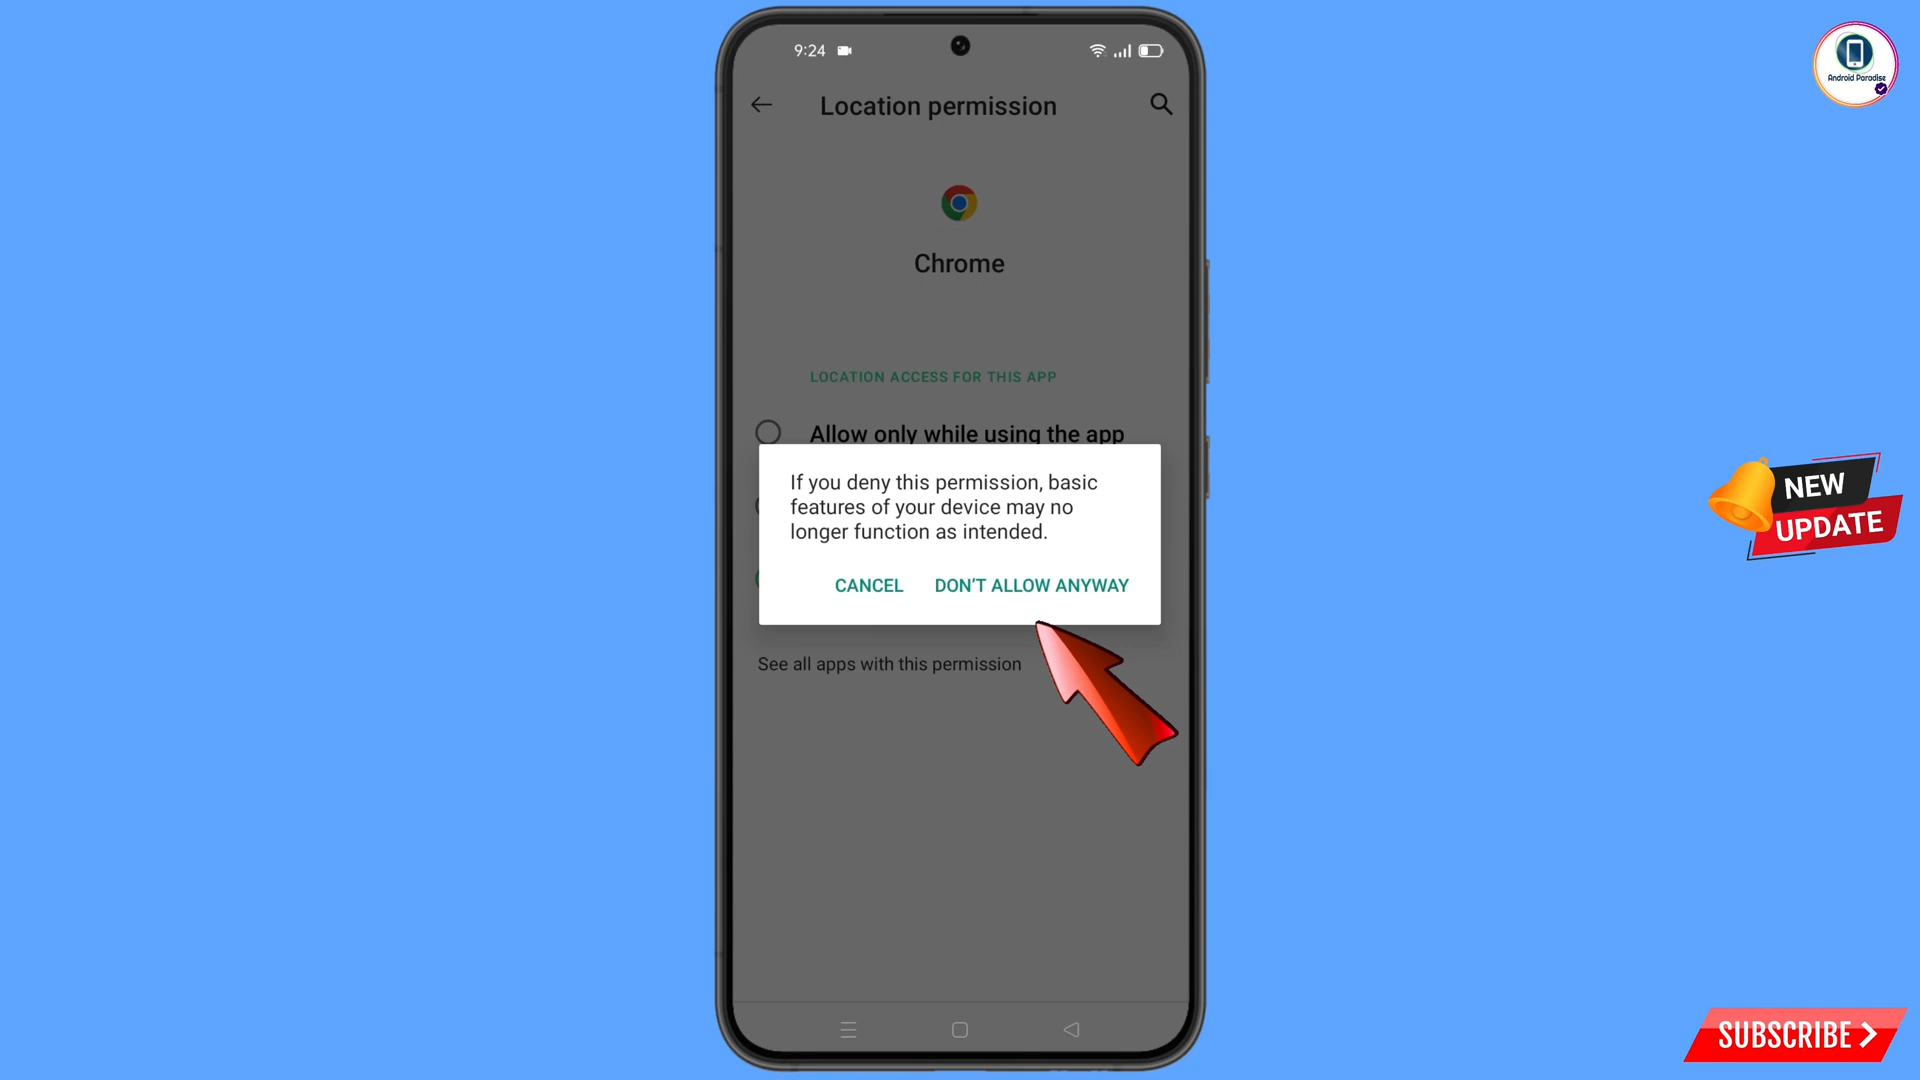 9:24
Android Paradise
Location permission
Chrome
LOCATION ACCESS FOR THIS APP
Allow only while using the app
If you deny this permission, basic
features of your device may no
longer function as intended.
NEW
UPDATE
CANCEL DON'T ALLOW ANYWAY
See all apps with this permission
SUBSCRIBE